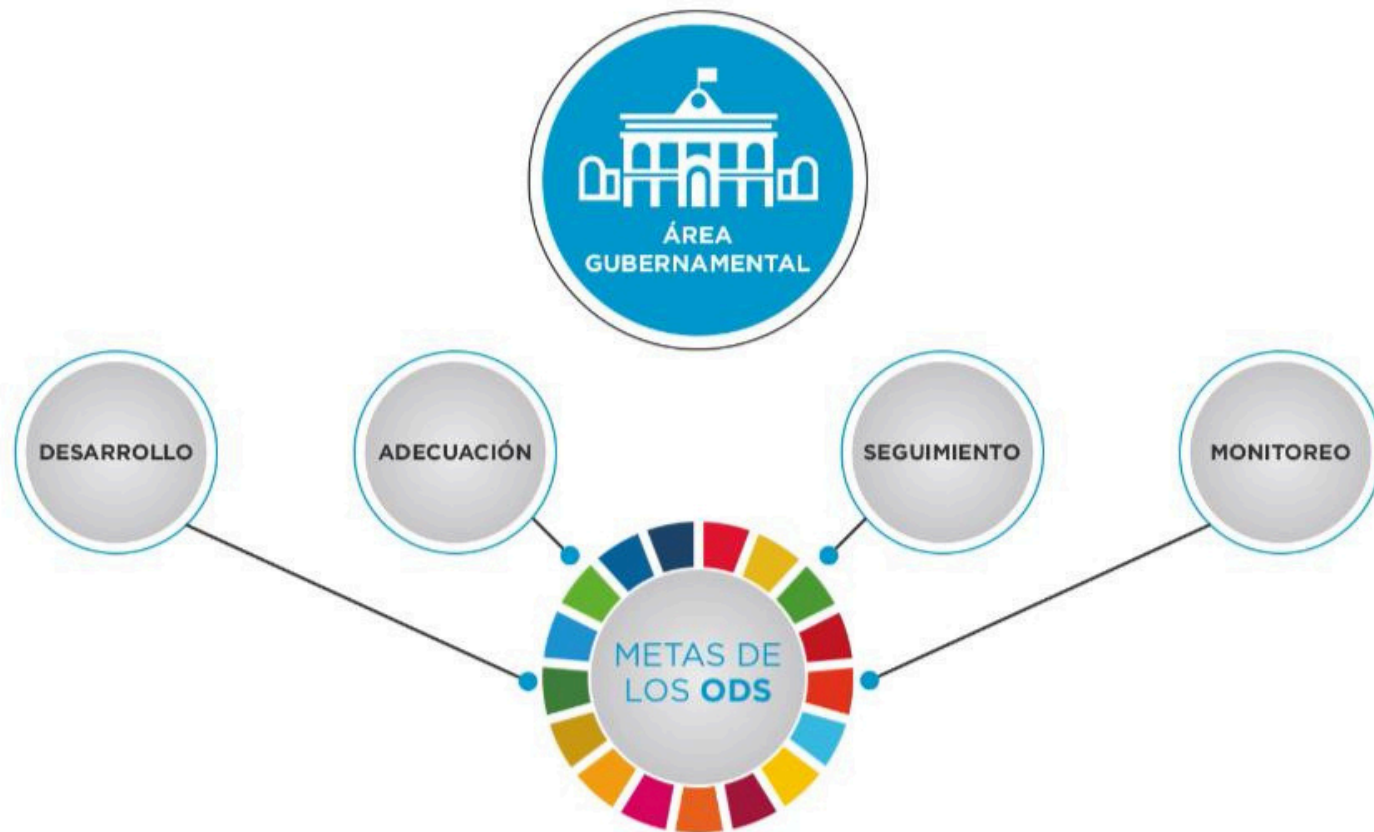 ÁREA
GUBERNAMENTAL
DESARROLLO
ADECUACIÓN
SEGUIMIENTO
MONITOREO
METAS DE
LOS ODS